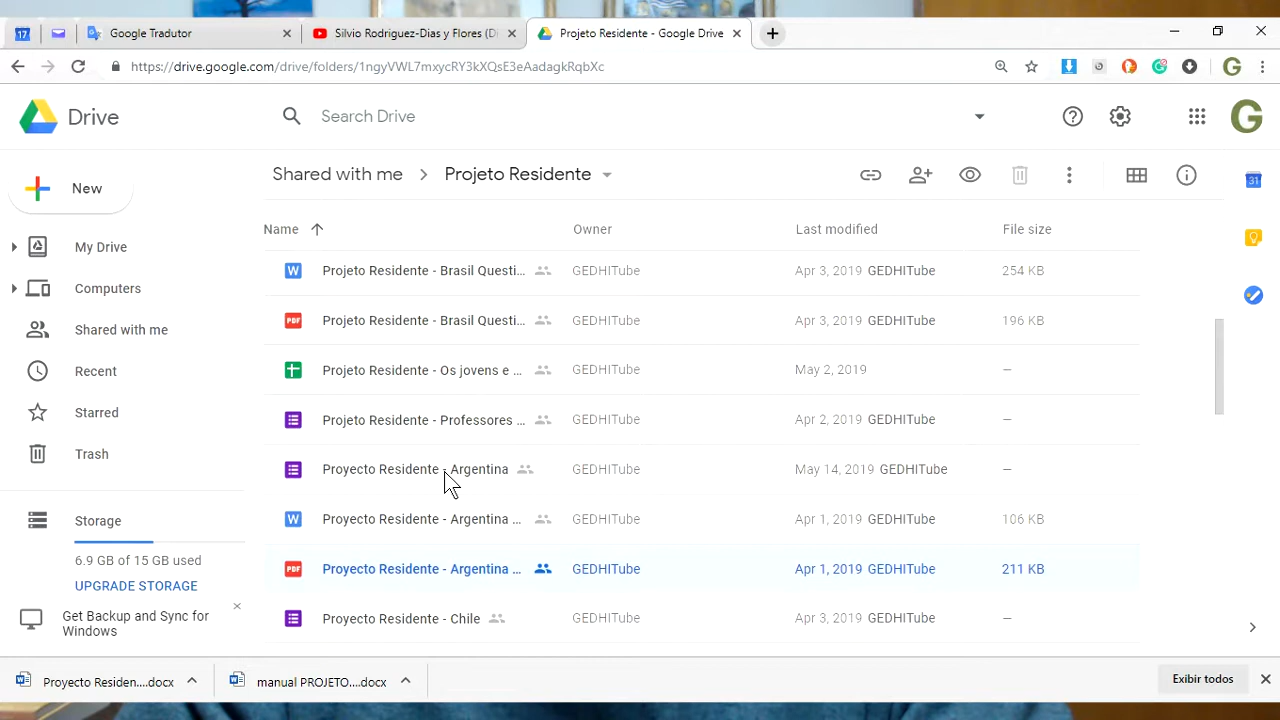 17
Google Tradutor
Silvio Rodriguez-Dias y Flores (D
Projeto Residente - Google Drive
https://drive.google.com/drive/folders/1ngyVWL7mxycRY3kXQsE3eAadagkRqbXc
G
Drive
Search Drive
G
New
Shared with me > Projeto Residente
31
Name
Owner
Last modified
File size
My Drive
Computers
Shared with me
Recent
Starred
Trash
Storage
6.9 GB of 15 GB used
UPGRADE STORAGE
Get Backup and Sync for
Windows
W Projeto Residente - Brasil Questi... GEDHITube Apr 3, 2019 GEDHITube 254 KB
PDF Projeto Residente - Brasil Questi... GEDHITube Apr 3, 2019 GEDHITube 196 KB
Projeto Residente - Os jovens e ... GEDHITube May 2, 2019 –
Projeto Residente - Professores ... GEDHITube Apr 2, 2019 GEDHITube –
Proyecto Residente - Argentina GEDHITube May 14, 2019 GEDHITube –
W Proyecto Residente - Argentina ... GEDHITube Apr 1, 2019 GEDHITube 106 KB
PDF Proyecto Residente - Argentina ... GEDHITube Apr 1, 2019 GEDHITube 211 KB
Proyecto Residente - Chile GEDHITube Apr 3, 2019 GEDHITube –
Proyecto Residen....docx
manual PROJETO....docx
Exibir todos